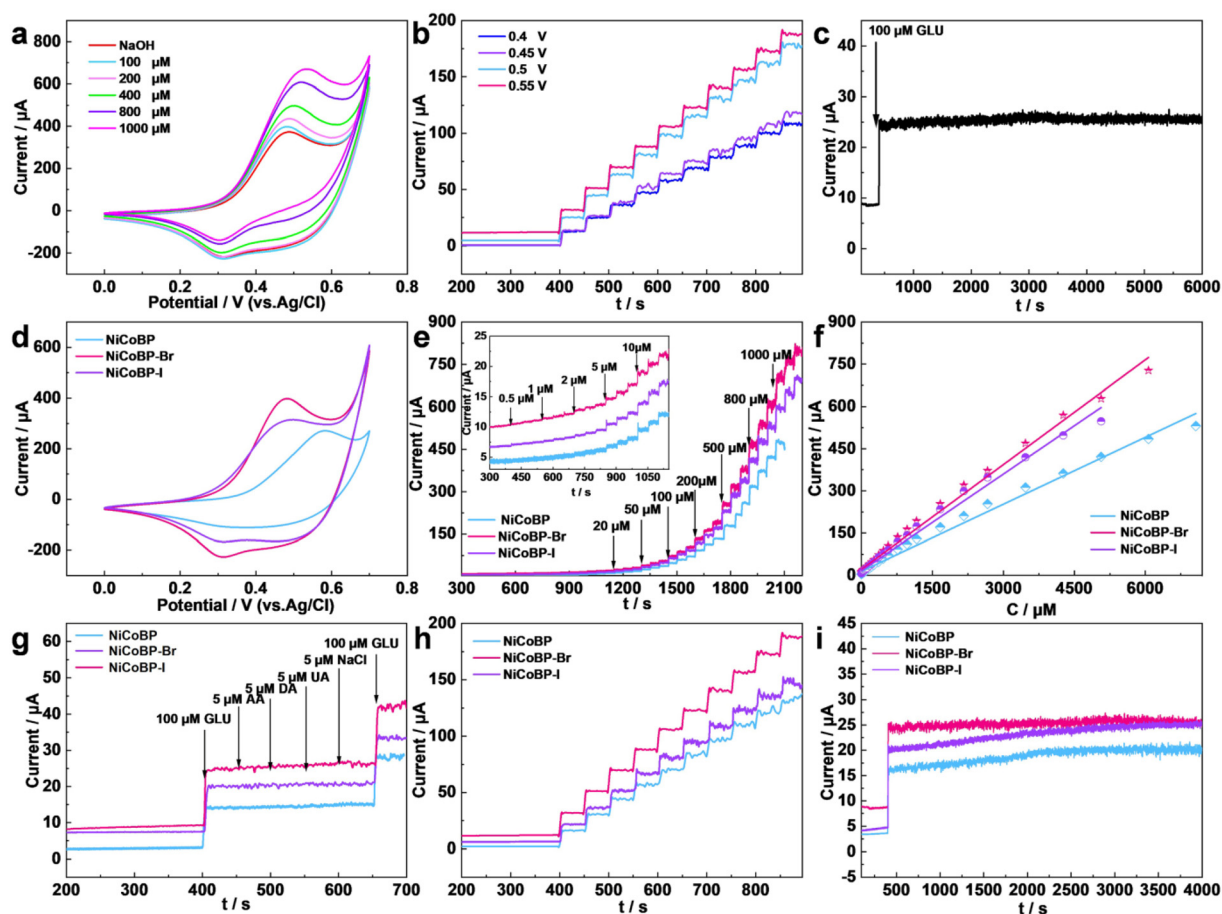 a
800
600
400
200
0
-200
Current / µA
NaOH
100 µM
200 µM
400 µM
800 µM
1000 µM
0.0 0.2 0.4 0.6 0.8
Potential / V (vs.Ag/Cl)
b
200
150
100
50
0
Current / µA
0.4 V
0.45 V
0.5 V
0.55 V
200 300 400 500 600 700 800
t / s
c
40
35
30
25
20
15
10
5
0
Current / µA
100 µM GLU
1000 2000 3000 4000 5000 6000
t / s
d
600
400
200
0
-200
Current / µA
NiCoBP
NiCoBP-Br
NiCoBP-I
0.0 0.2 0.4 0.6 0.8
Potential / V (vs.Ag/Cl)
e
900
750
600
450
300
150
0
Current / µA
25
20
15
10
5
Current / µA
0.5 µM
1 µM
2 µM
5 µM
10µM
300 450 600 750 900 1050
t / s
1000 µM
800 µM
500 µM
200µM
100 µM
50 µM
20 µM
NiCoBP
NiCoBP-Br
NiCoBP-I
300 600 900 1200 1500 1800 2100
t / s
f
900
750
600
450
300
150
0
Current / µA
NiCoBP
NiCoBP-Br
NiCoBP-I
0 1500 3000 4500 6000
C / µM
g
60
50
40
30
20
10
0
Current / µA
NiCoBP
NiCoBP-Br
NiCoBP-I
100 µM GLU
5 µM AA
5 µM DA
5 µM UA
5 µM NaCl
100 µM GLU
200 300 400 500 600 700
t / s
h
200
150
100
50
0
Current / µA
NiCoBP
NiCoBP-Br
NiCoBP-I
200 300 400 500 600 700 800
t / s
i
45
40
35
30
25
20
15
10
5
0
-5
Current / µA
NiCoBP
NiCoBP-Br
NiCoBP-I
500 1000 1500 2000 2500 3000 3500 4000
t / s